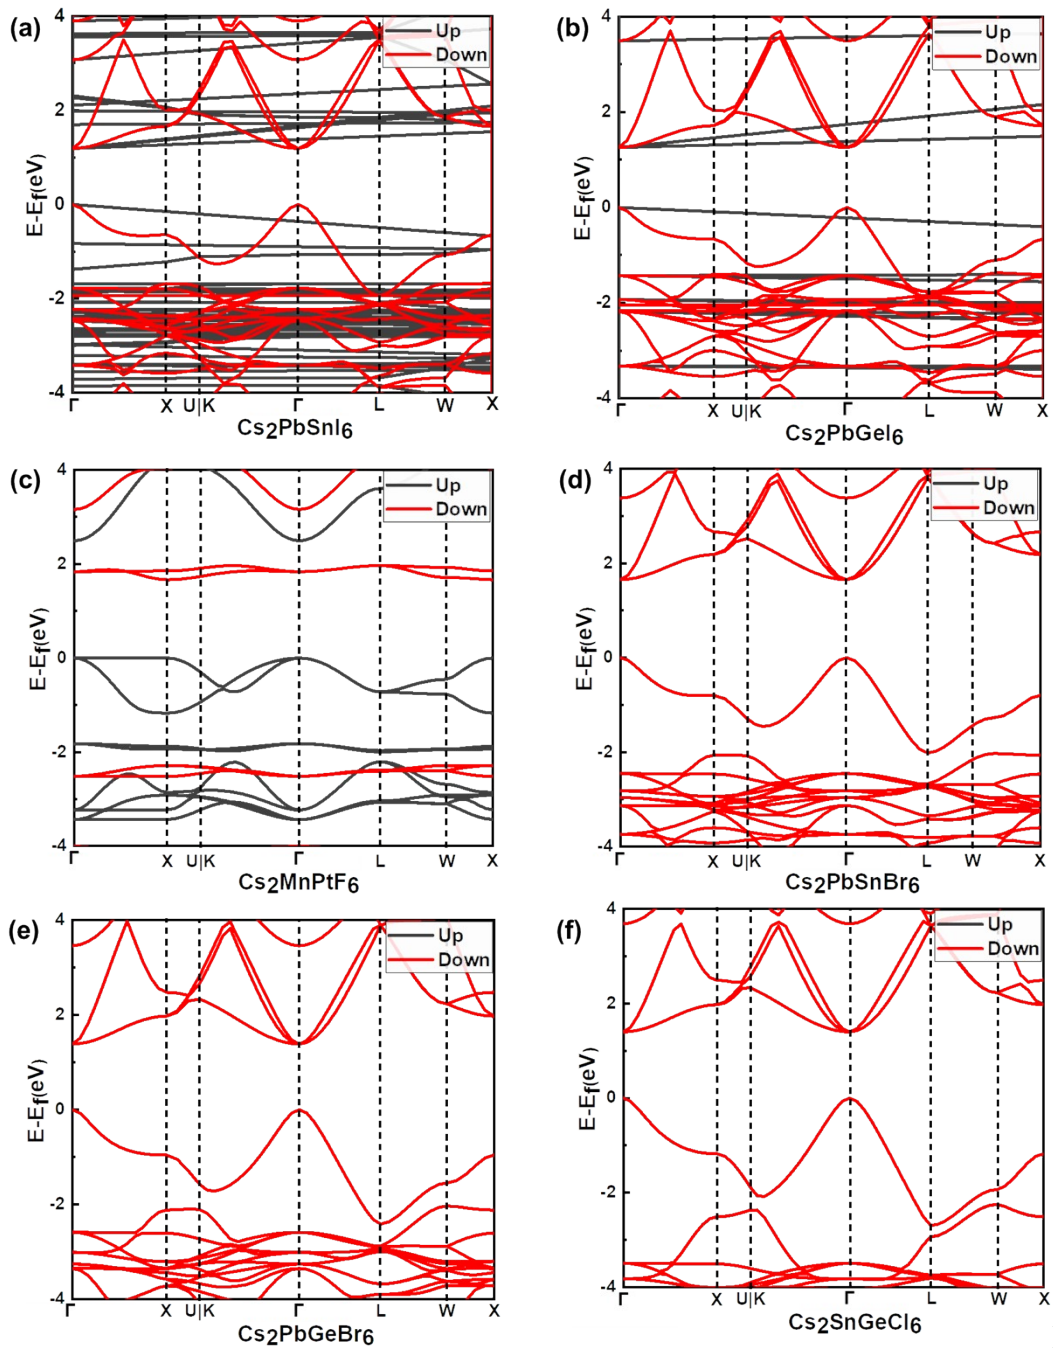 (a)
4
2
0
-2
-4
E-Ef(eV)
Up
Down
Γ X U|K Γ L W X
Cs2PbSnI6
(b)
4
2
0
-2
-4
E-Ef(eV)
Up
Down
Γ X U|K Γ L W X
Cs2PbGeI6
(c)
4
2
0
-2
-4
E-Ef(eV)
Up
Down
Γ X U|K Γ L W X
Cs2MnPtF6
(d)
4
2
0
-2
-4
E-Ef(eV)
Up
Down
Γ X U|K Γ L W X
Cs2PbSnBr6
(e)
4
2
0
-2
-4
E-Ef(eV)
Up
Down
Γ X U|K Γ L W X
Cs2PbGeBr6
(f)
4
2
0
-2
-4
E-Ef(eV)
Up
Down
Γ X U|K Γ L W X
Cs2SnGeCl6